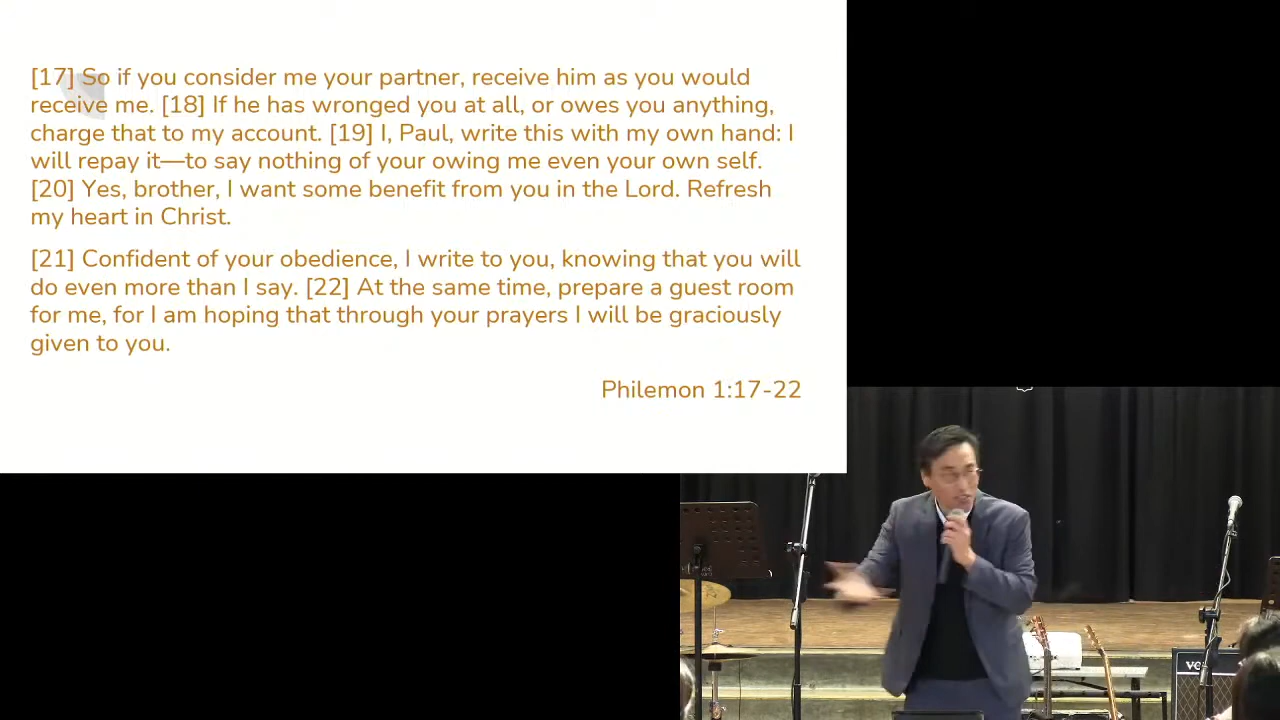 [17] So if you consider me your partner, receive him as you would
receive me. [18] If he has wronged you at all, or owes you anything,
charge that to my account. [19] I, Paul, write this with my own hand: I
will repay it—to say nothing of your owing me even your own self.
[20] Yes, brother, I want some benefit from you in the Lord. Refresh
my heart in Christ.
[21] Confident of your obedience, I write to you, knowing that you will
do even more than I say. [22] At the same time, prepare a guest room
for me, for I am hoping that through your prayers I will be graciously
given to you.
Philemon 1:17-22